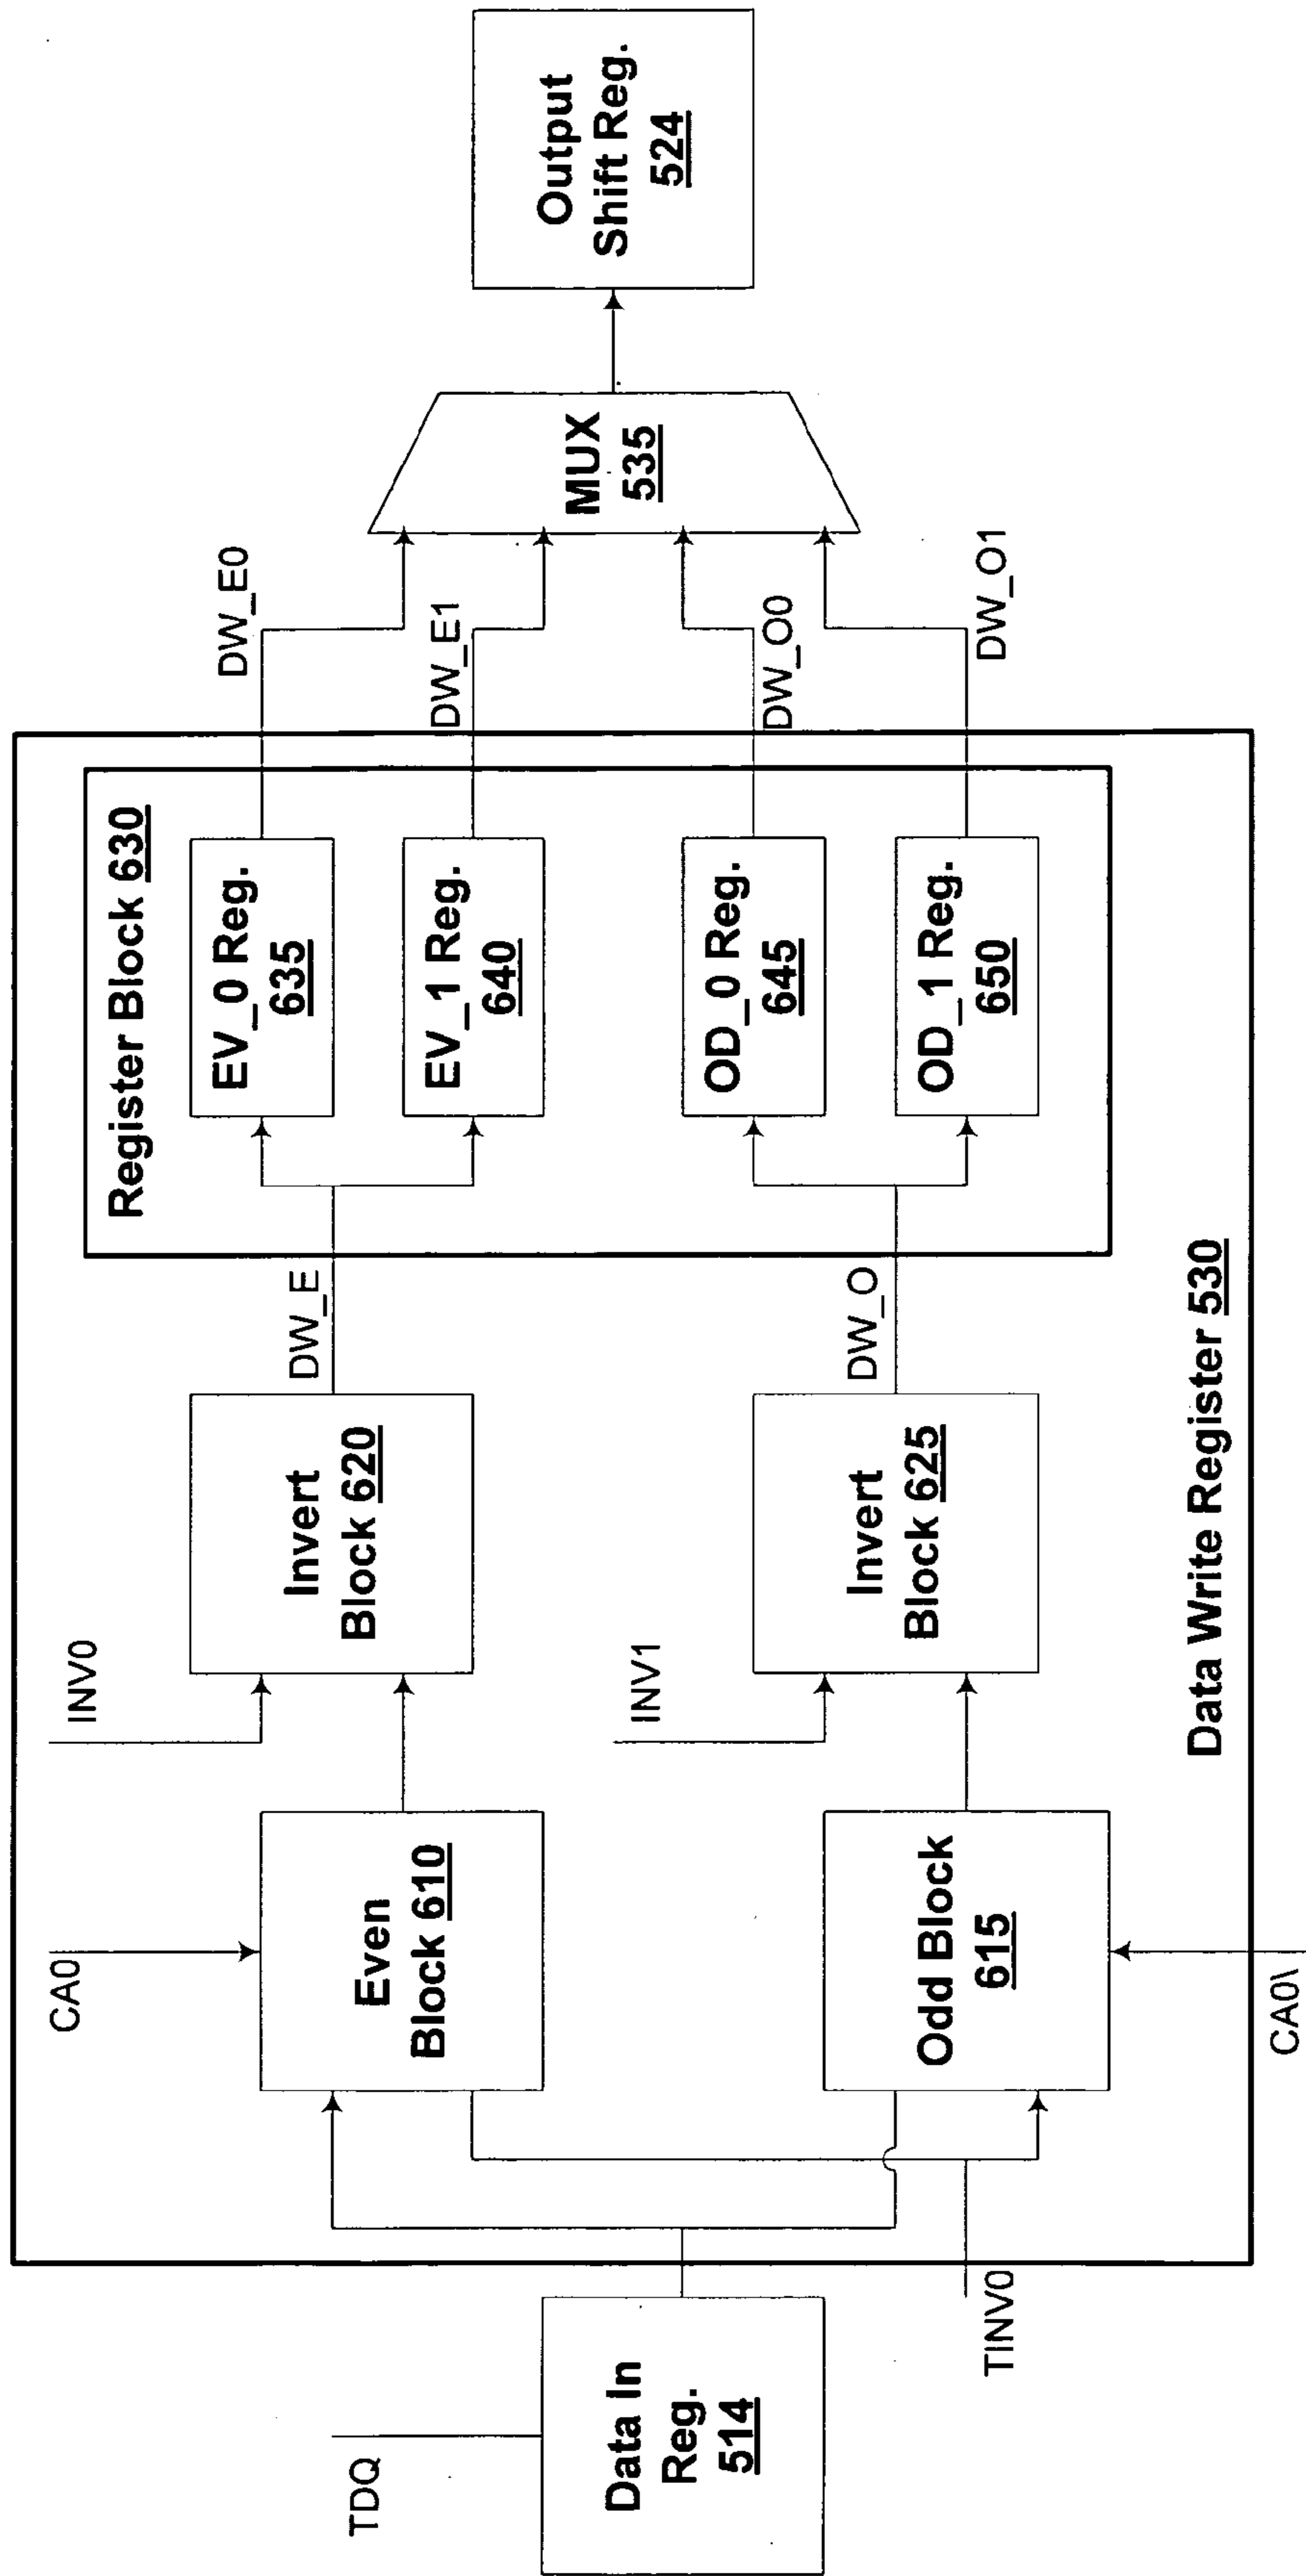 TDQ
Data In
Reg.
514
TINV0
CA0
Even
Block 610
Odd Block
615
CA0\
INV0
Invert
Block 620
INV1
Invert
Block 625
DW_E
DW_O
Data Write Register 530
Register Block 630
EV_0 Reg.
635
EV_1 Reg.
640
OD_0 Reg.
645
OD_1 Reg.
650
DW_E0
DW_E1
DW_O0
DW_O1
MUX
535
Output
Shift Reg.
524